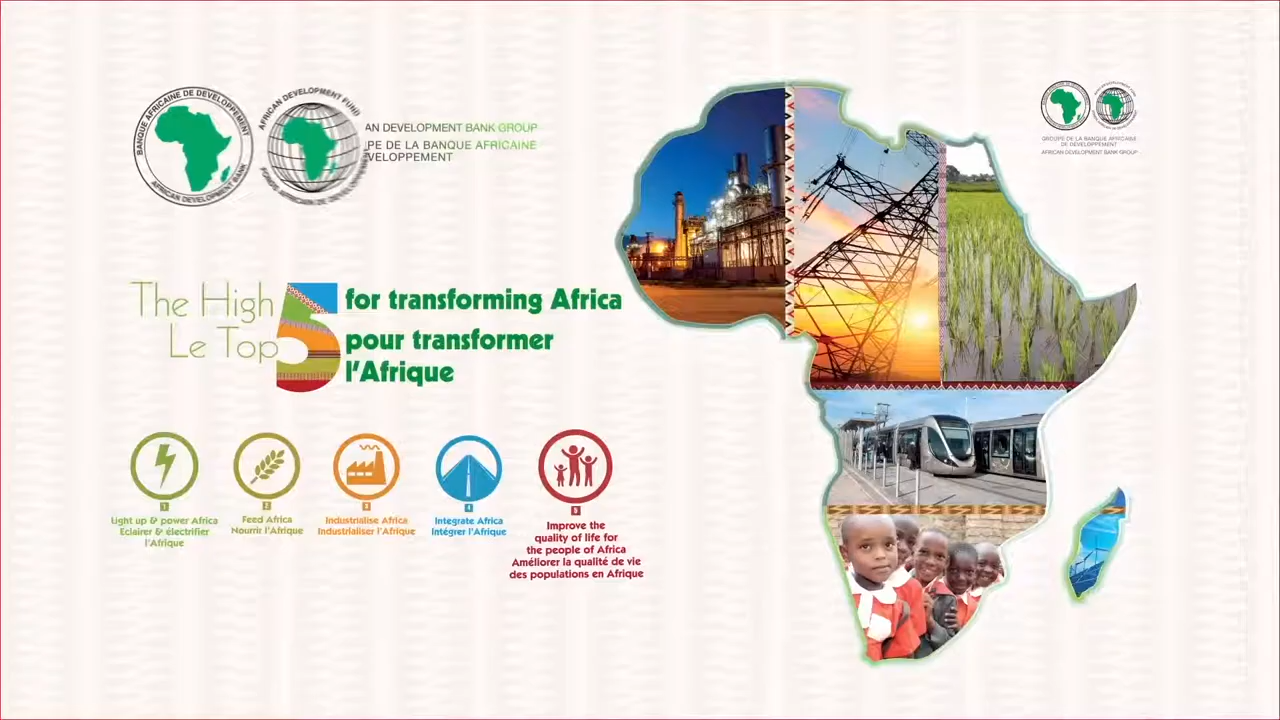 BANQUE AFRICAINE DE DEVELOPPEMENT
AFRICAN DEVELOPMENT BANK
AFRICAN DEVELOPMENT FUND
AN DEVELOPMENT BANK GROUP
PE DE LA BANQUE AFRICAINE
VELOPPEMENT
GROUPE DE LA BANQUE AFRICAINE
DE DEVELOPPEMENT
AFRICAN DEVELOPMENT BANK GROUP
The High 5 for transforming Africa
Le Top pour transformer
l'Afrique
1
Light up & power Africa
Eclairer & électrifier
l'Afrique
2
Feed Africa
Nourrir l'Afrique
3
Industrialise Africa
Industrialiser l'Afrique
4
Integrate Africa
Intégrer l'Afrique
5
Improve the
quality of life for
the people of Africa
Améliorer la qualité de vie
des populations en Afrique